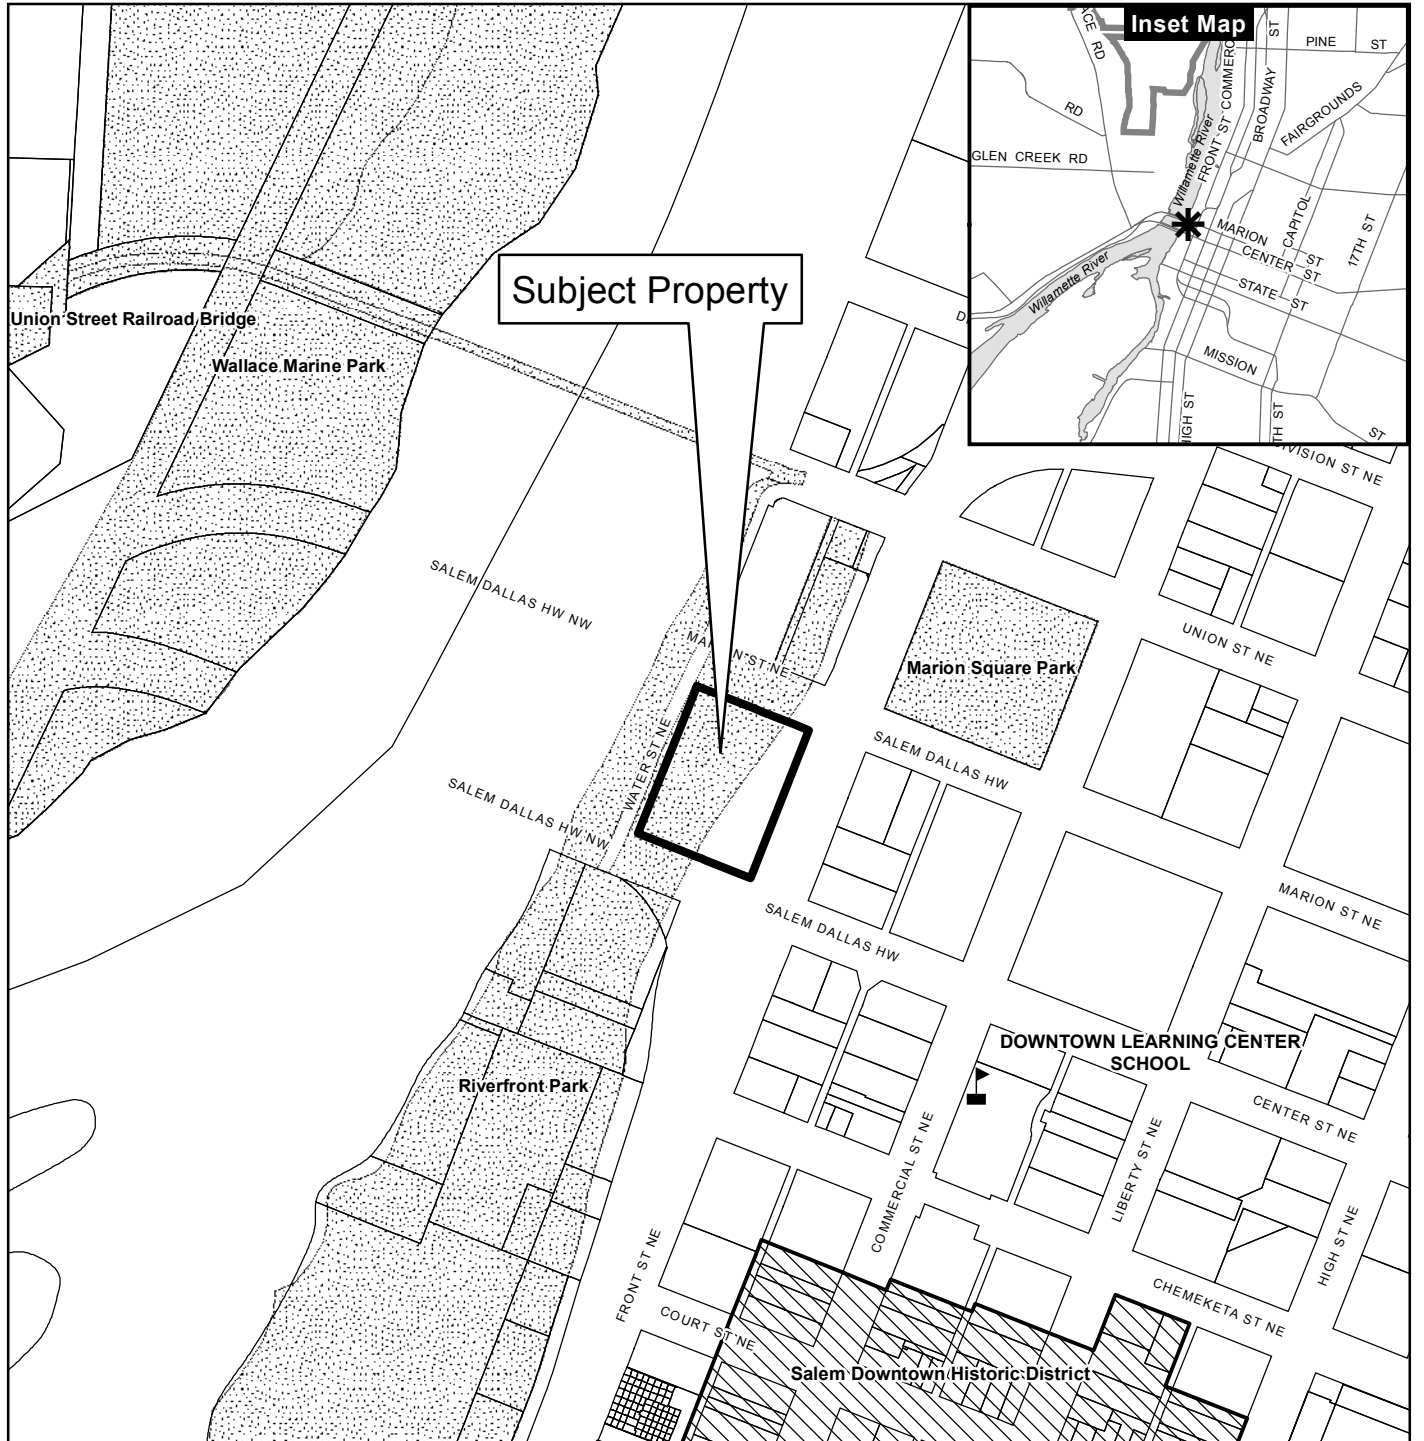 Inset Map
ACE RD
RD
GLEN CREEK RD
Willamette River
Willamette River
FRONT ST
COMMERC
ST
BROADWAY
PINE ST
FAIRGROUNDS
CAPITOL
17TH ST
MARION ST
CENTER ST
STATE ST
MISSION ST
HIGH ST
TH ST
Subject Property
Union Street Railroad Bridge
Wallace Marine Park
D
IVISION ST NE
SALEM DALLAS HW NW
UNION ST NE
Marion Square Park
WATER ST NE
SALEM DALLAS HW
SALEM DALLAS HW NW
MARION ST NE
SALEM DALLAS HW
DOWNTOWN LEARNING CENTER
SCHOOL
Riverfront Park
CENTER ST NE
COMMERCIAL ST NE
LIBERTY ST NE
HIGH ST NE
FRONT ST NE
CHEMEKETA ST NE
COURT ST NE
Salem Downtown Historic District